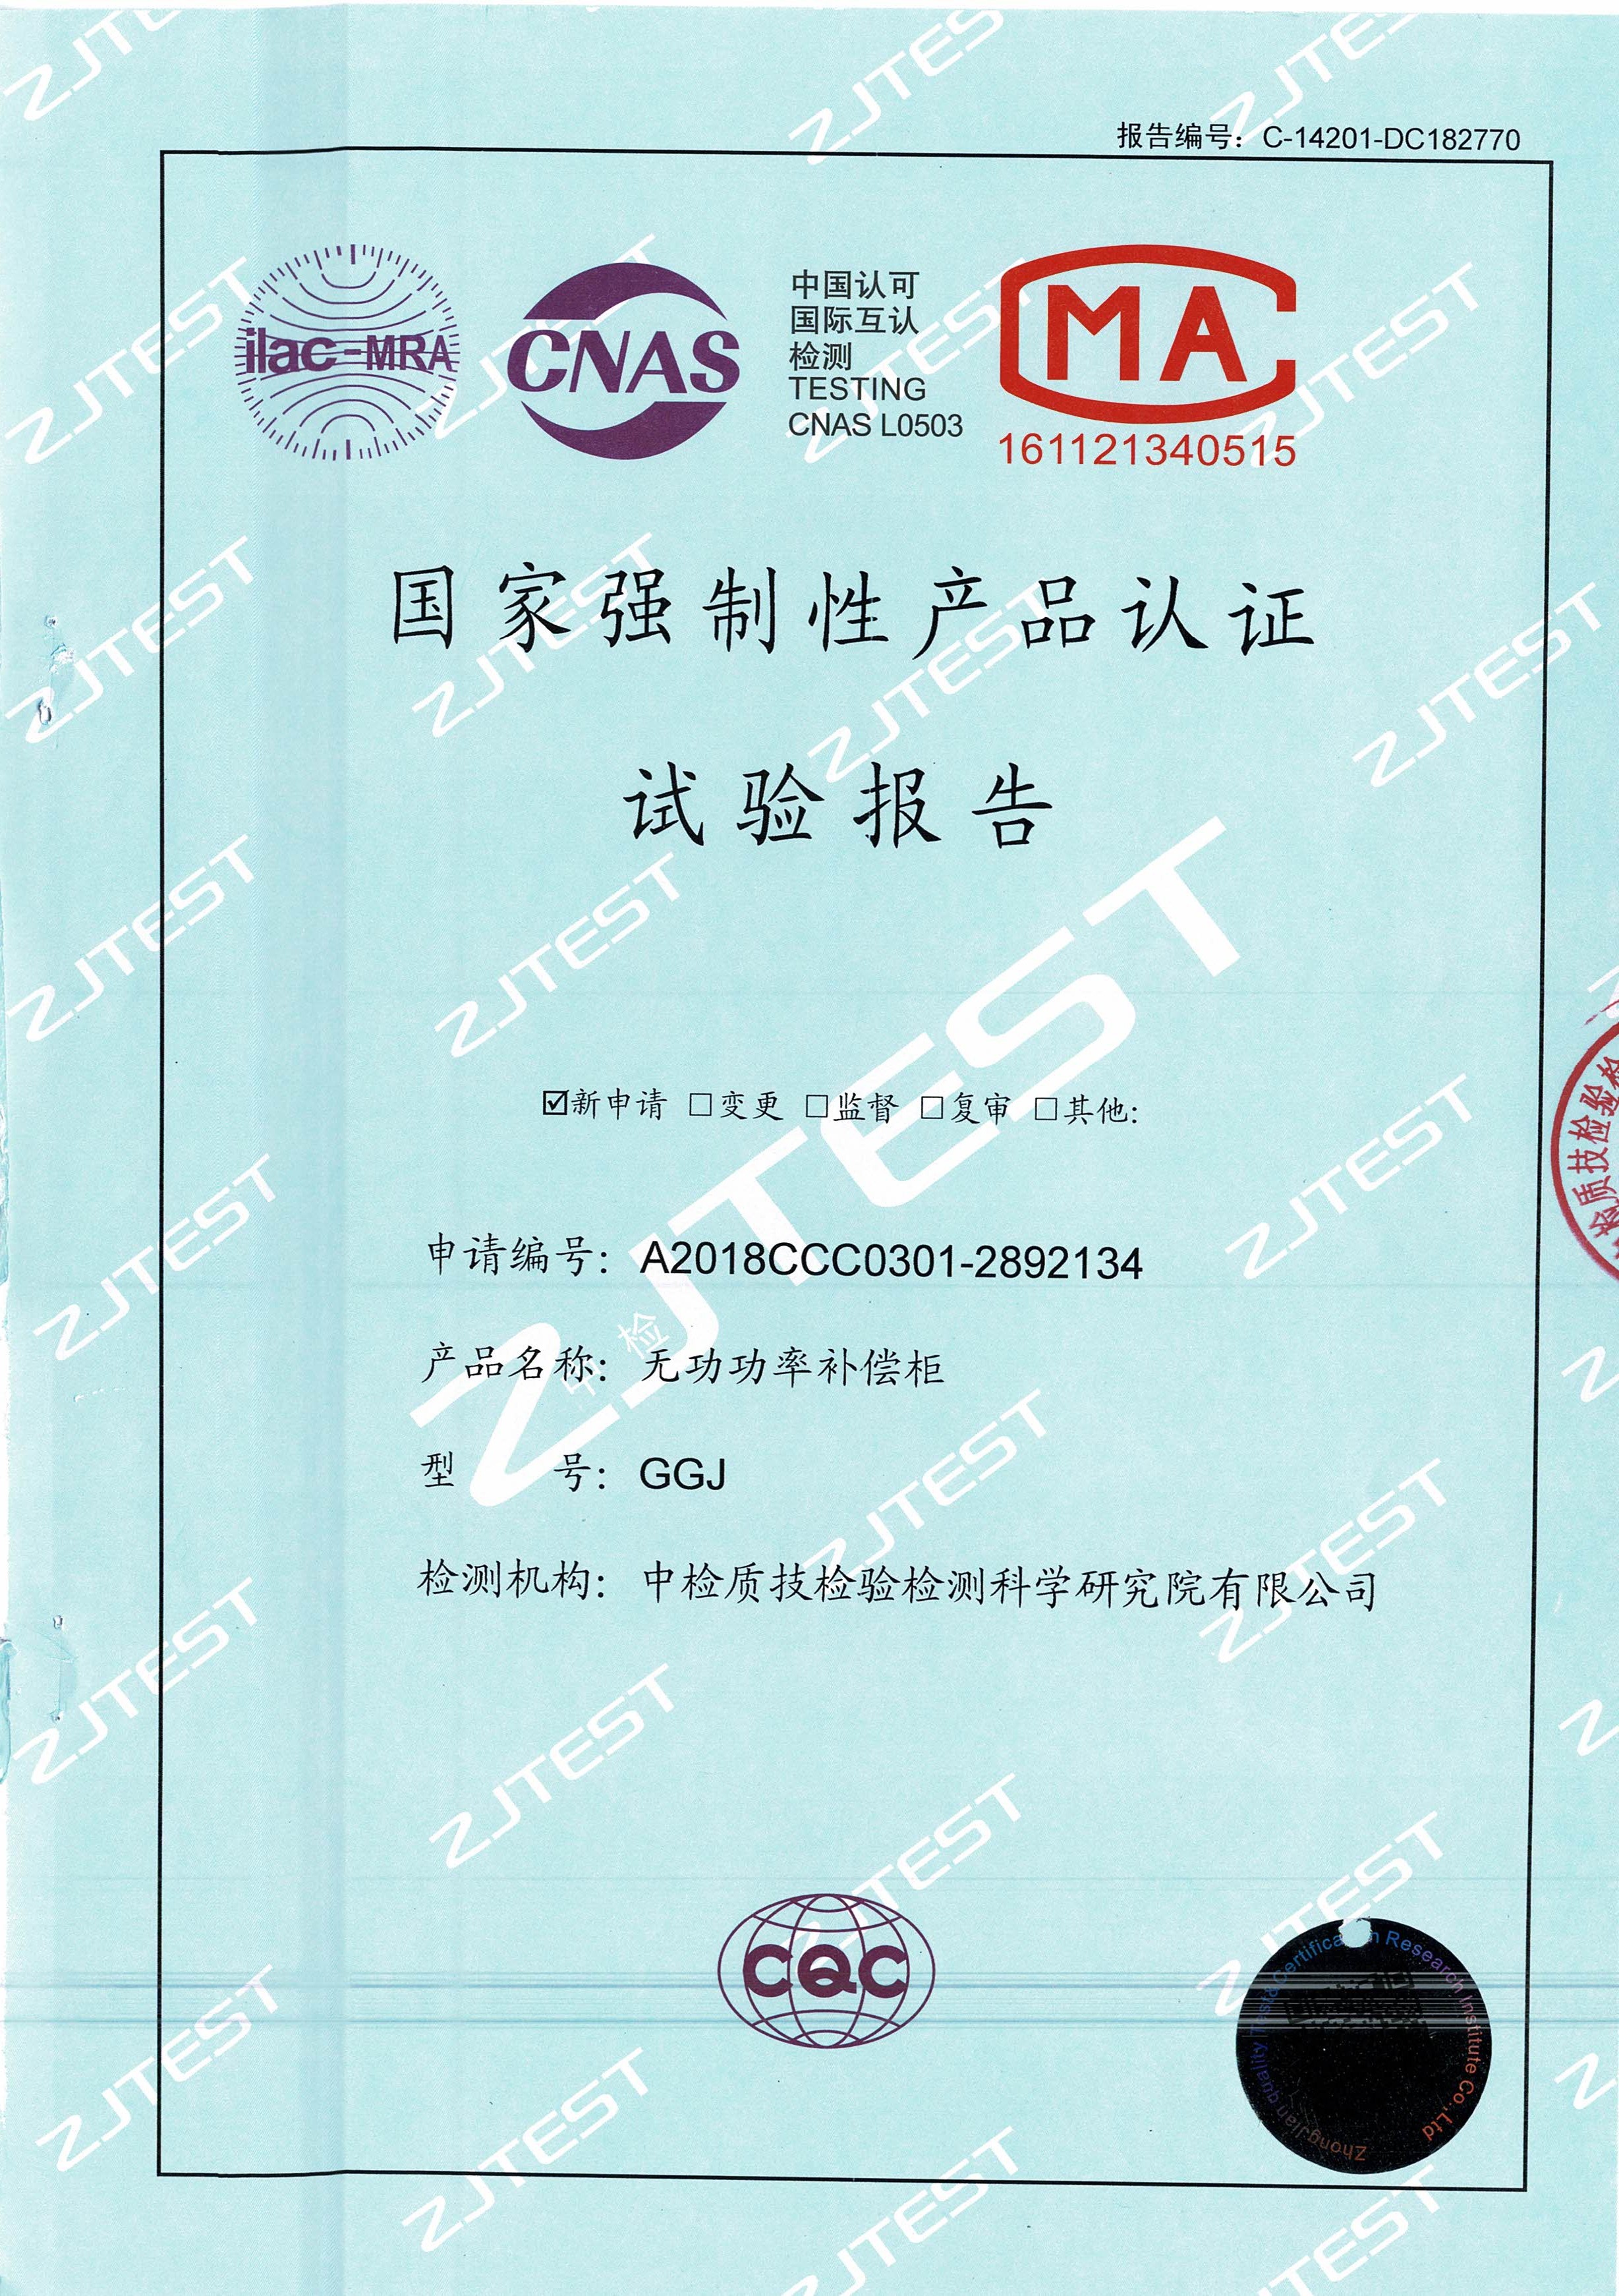 报告编号：C-14201-DC182770
ilac-MRA
CNAS
中国认可
国际互认
检测
TESTING
CNAS L0503
MA
161121340515
国家强制性产品认证
试验报告
☑新申请 □变更 □监督 □复审 □其他:
申请编号： A2018CCC0301-2892134
产品名称： 无功功率补偿柜
型号： GGJ
检测机构： 中检质技检验检测科学研究院有限公司
CQC
ZJTEST
中检
质技检验检
Research Institute Co.,Ltd